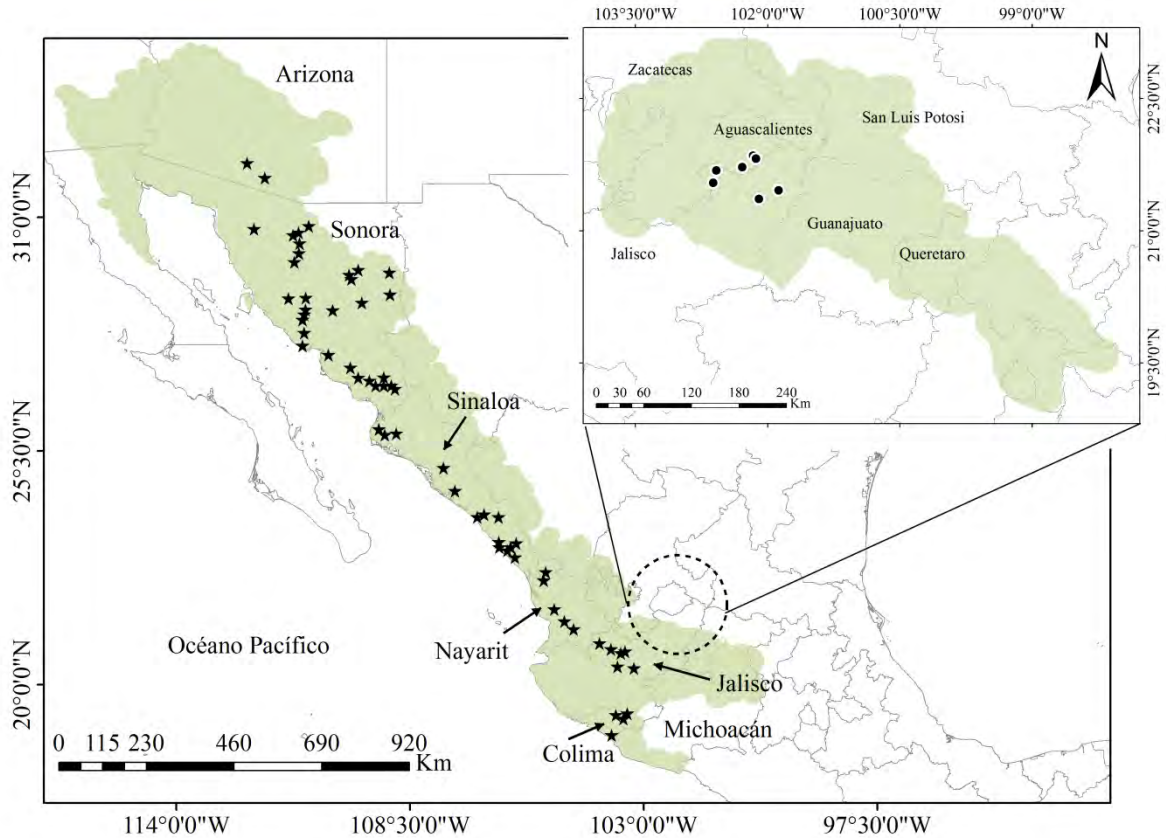 103°30'0"W 102°0'0"W 100°30'0"W 99°0'0"W
N
Zacatecas
San Luis Potosi
Aguascalientes
Guanajuato
Jalisco
Queretaro
22°30'0"N
21°0'0"N
19°30'0"N
0 30 60 120 180 240
Km
Arizona
Sonora
Sinaloa
Nayarit
Océano Pacífico
Jalisco
Michoacán
Colima
0 115 230 460 690 920
Km
31°0'0"N
25°30'0"N
20°0'0"N
114°0'0"W 108°30'0"W 103°0'0"W 97°30'0"W